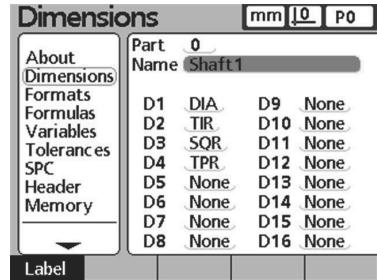 Dimensions mm 0 P0
About
Dimensions
Formats
Formulas
Variables
Tolerances
SPC
Header
Memory
Part 0
Name Shaft1
D1 DIA D9 None
D2 TIR D10 None
D3 SQR D11 None
D4 TPR D12 None
D5 None D13 None
D6 None D14 None
D7 None D15 None
D8 None D16 None
Label